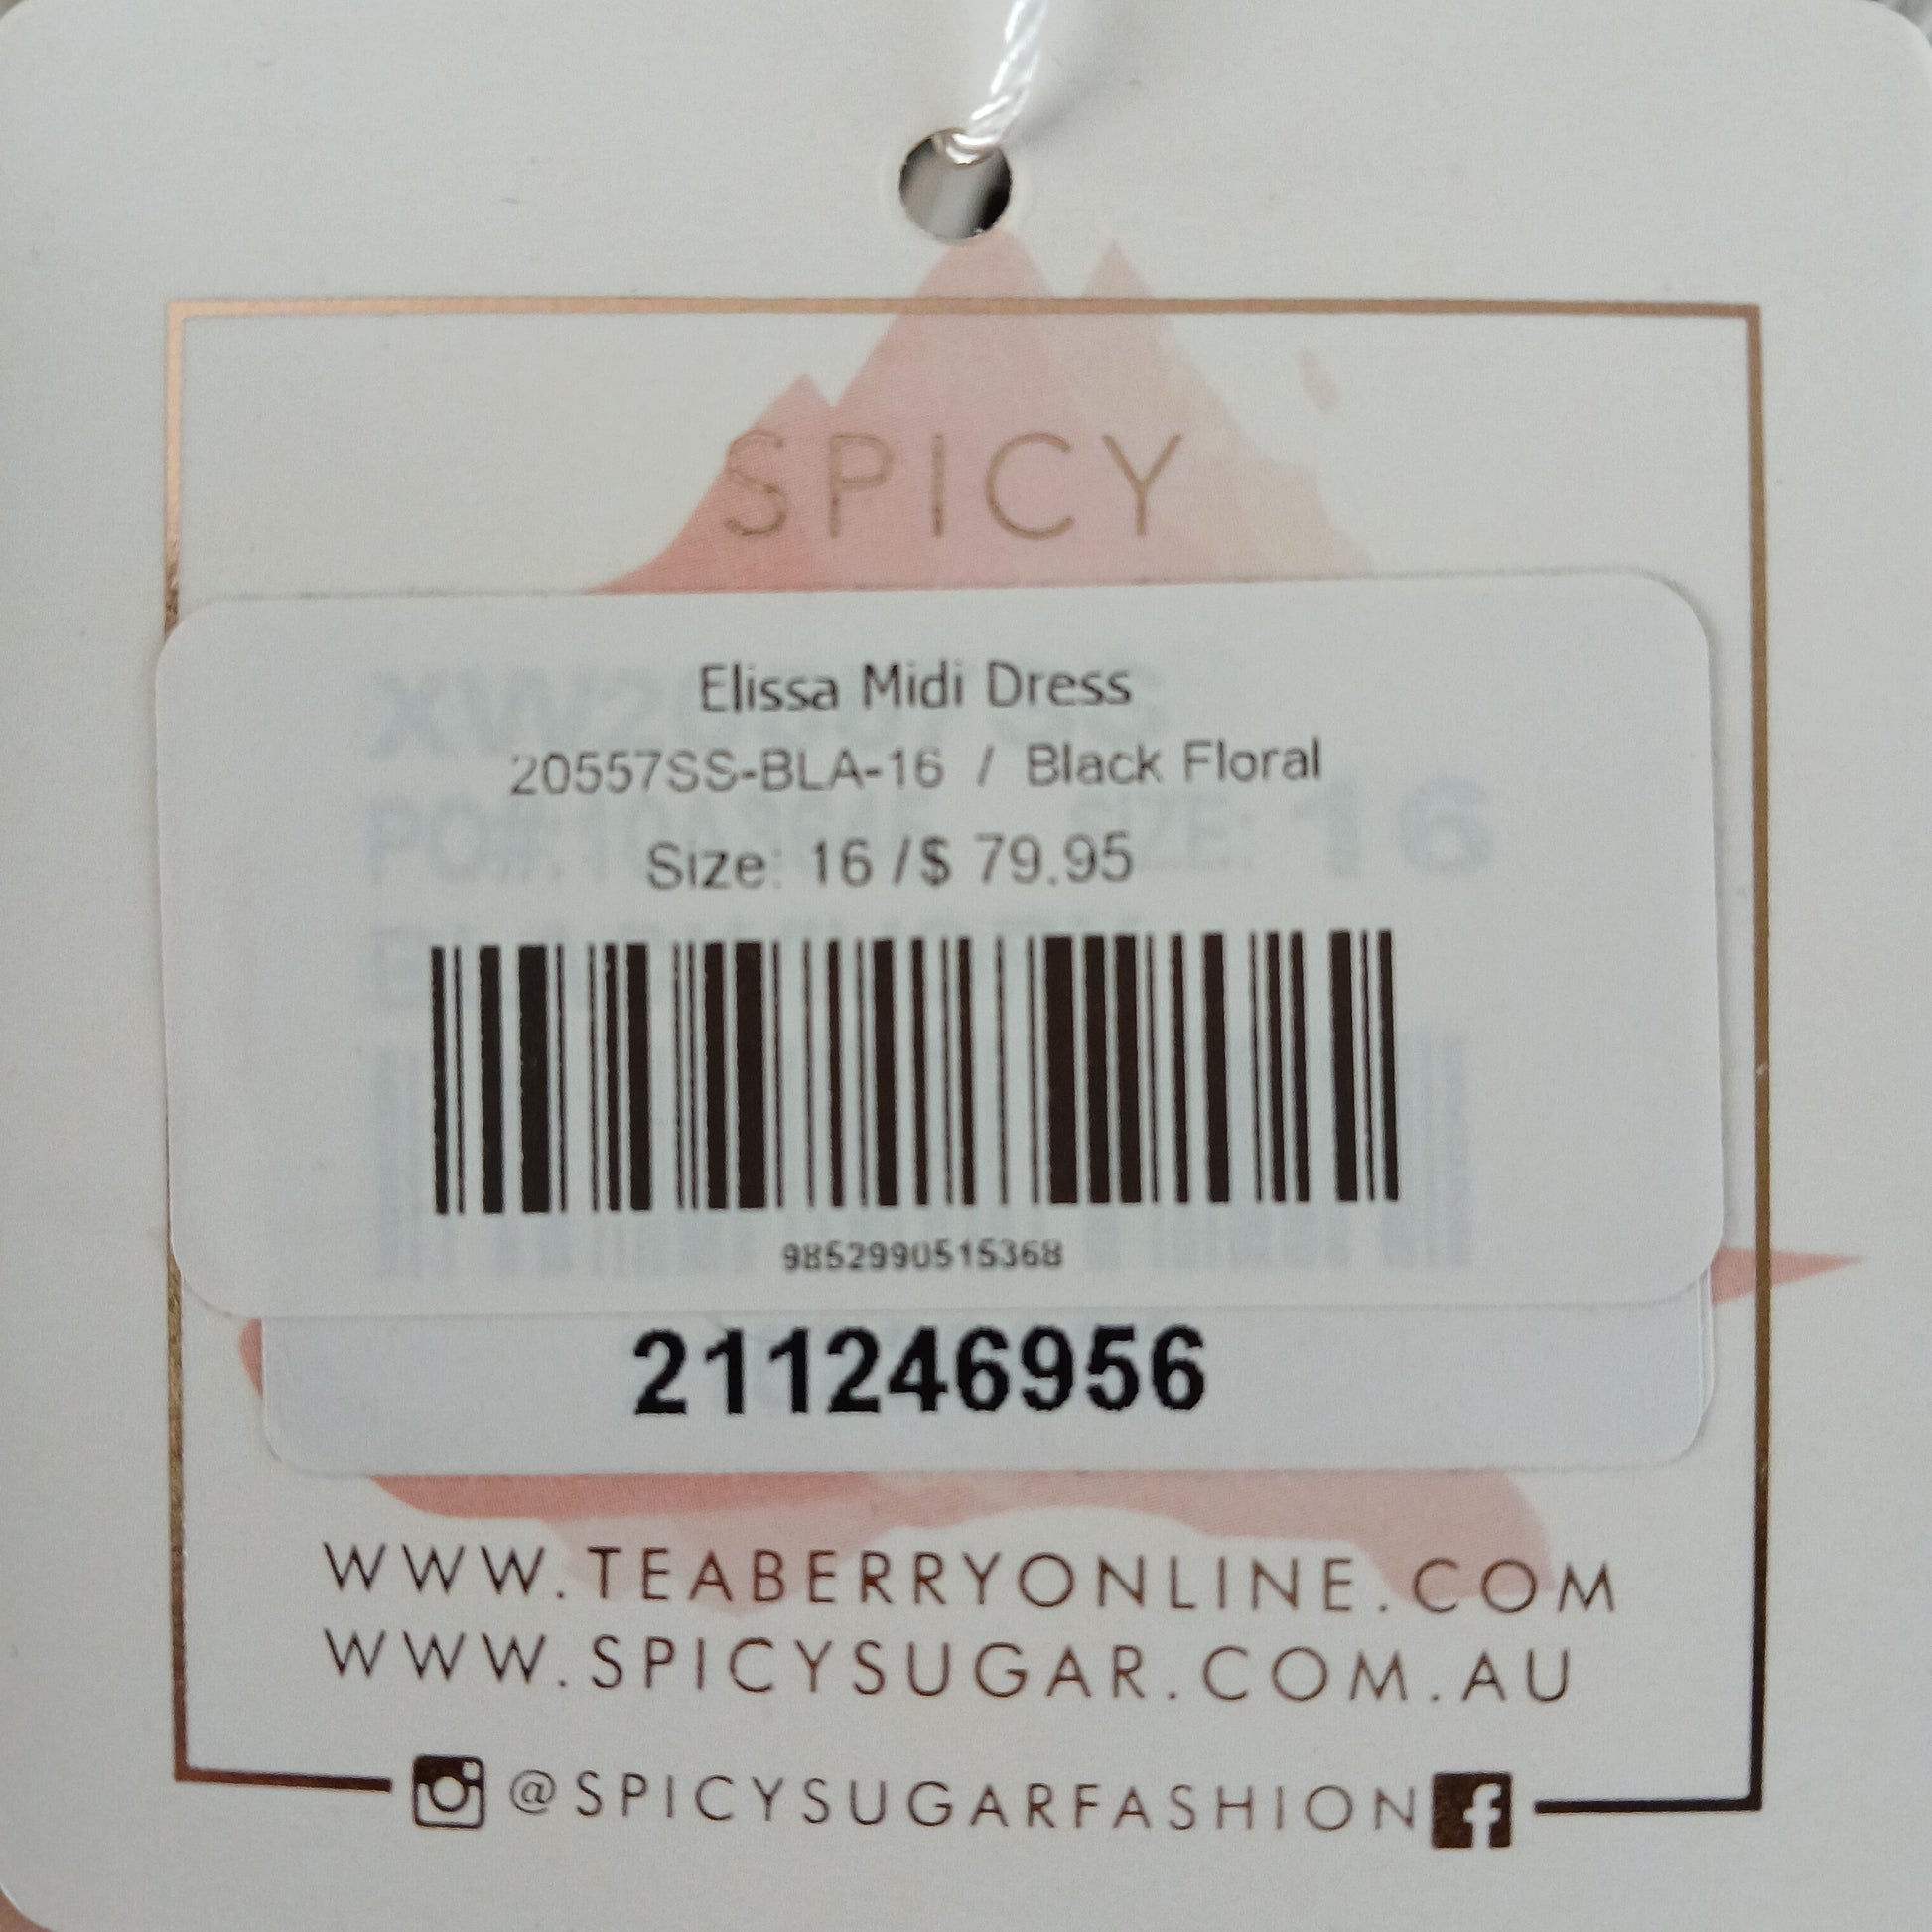 SPICY
Elissa Midi Dress
20557SS-BLA-16 / Black Floral
Size: 16 /$ 79.95
9852990515368
211246956
WWW.TEABERRYONLINE.COM
WWW.SPICYSUGAR.COM.AU
@SPICYSUGARFASHION